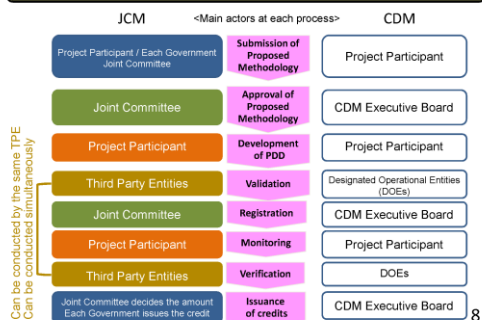 JCM
<Main actors at each process>
CDM
Project Participant / Each Government
Joint Committee
Submission of
Proposed
Methodology
Project Participant
Joint Committee
Approval of
Proposed
Methodology
CDM Executive Board
Project Participant
Development
of PDD
Project Participant
Third Party Entities
Validation
Designated Operational Entities
(DOEs)
Joint Committee
Registration
CDM Executive Board
Project Participant
Monitoring
Project Participant
Third Party Entities
Verification
DOEs
Joint Committee decides the amount
Each Government issues the credit
Issuance
of credits
CDM Executive Board
Can be conducted by the same TPE
Can be conducted simultaneously
8